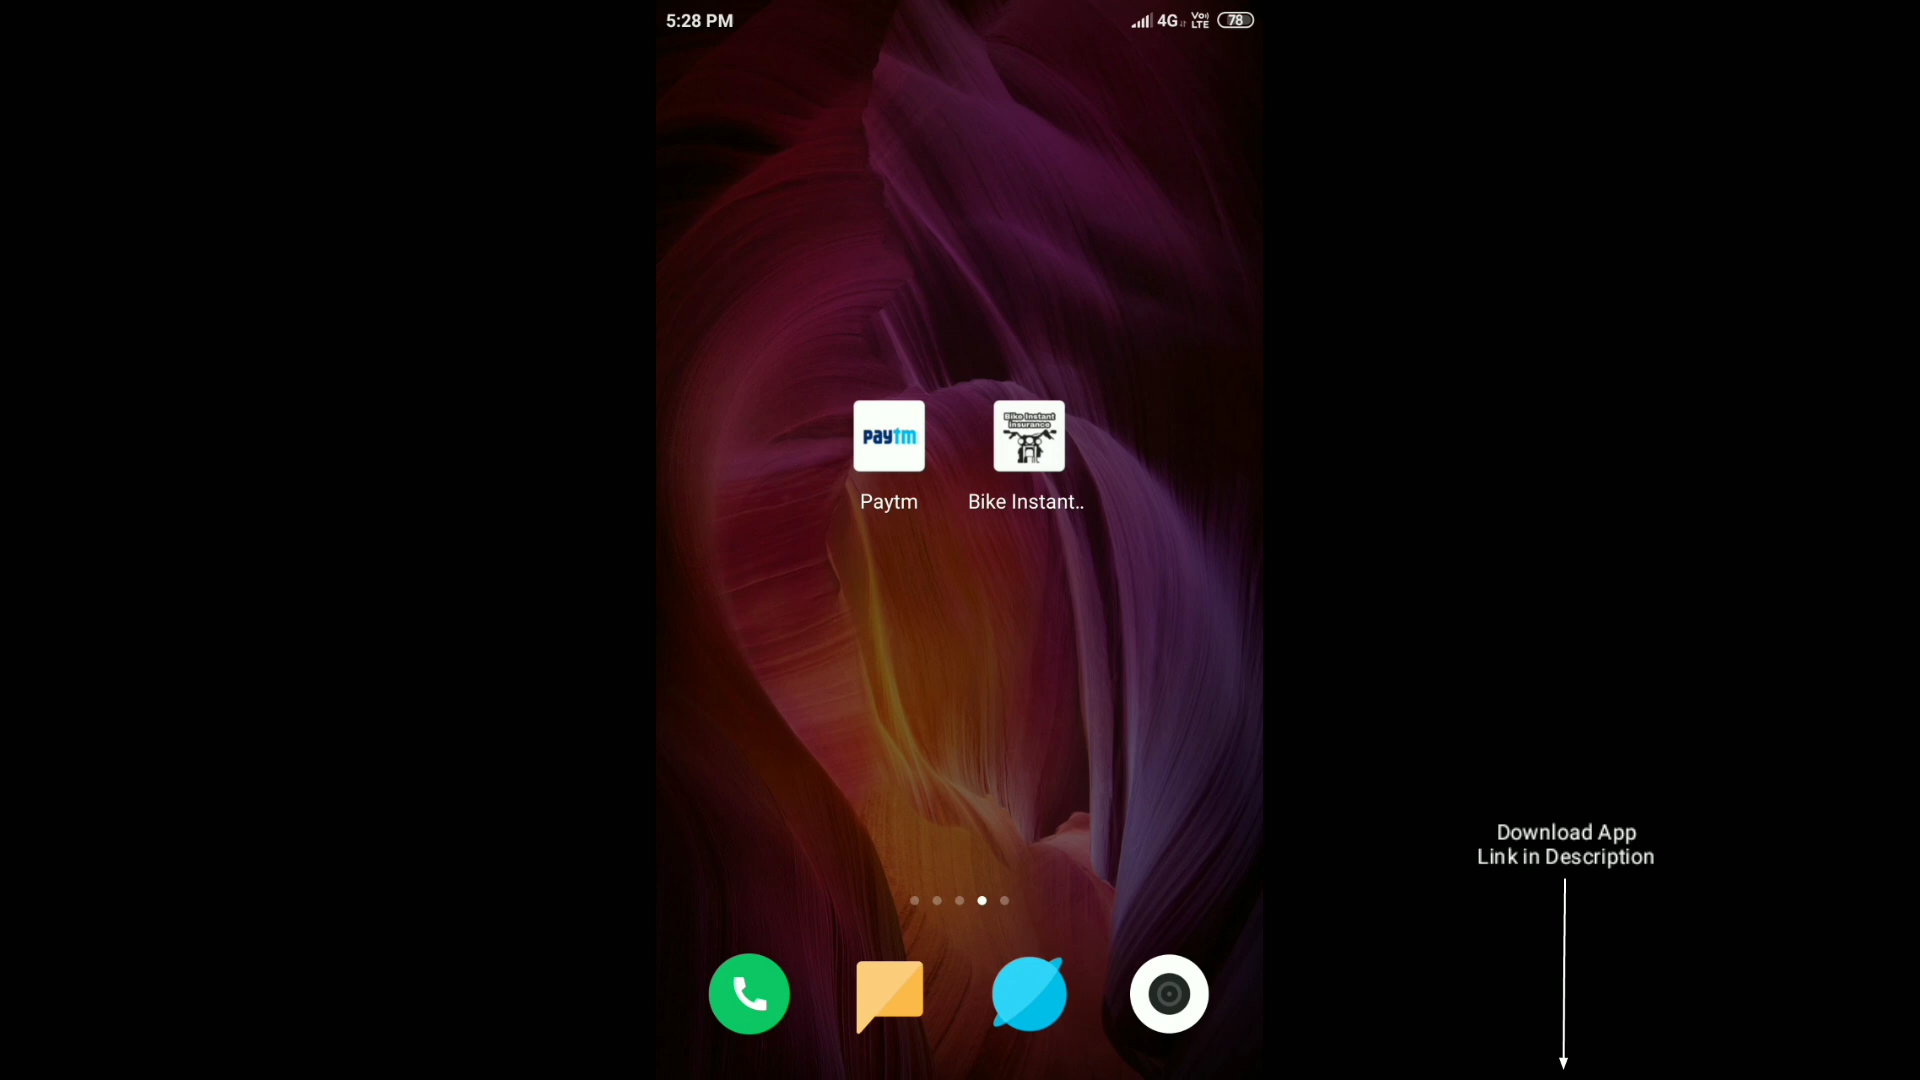 5:28 PM
4G
Vo)
LTE
78
paytm
Bike Instant
insurance
Paytm
Bike Instant..
Download App
Link in Description